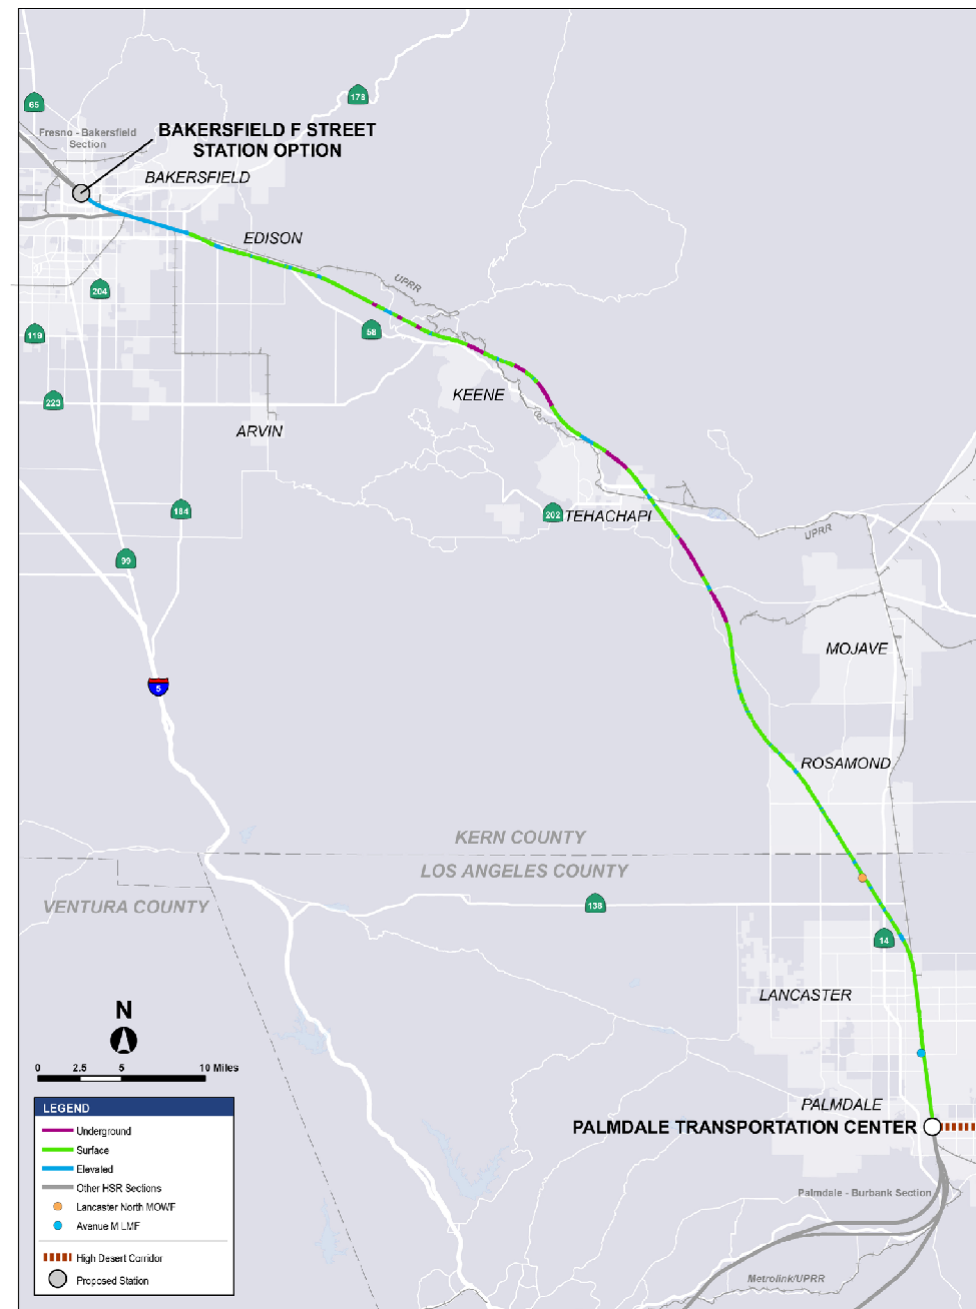 65
178
Fresno - Bakersfield
Section
BAKERSFIELD F STREET
STATION OPTION
BAKERSFIELD
EDISON
UPRR
204
119
58
223
KEENE
ARVIN
184
202
TEHACHAPI
UPRR
99
MOJAVE
5
ROSAMOND
KERN COUNTY
LOS ANGELES COUNTY
VENTURA COUNTY
138
14
LANCASTER
N
0 2.5 5 10 Miles
PALMDALE
PALMDALE TRANSPORTATION CENTER
LEGEND
Underground
Surface
Elevated
Other HSR Sections
Lancaster North MOWF
Avenue M LMF
High Desert Corridor
Proposed Station
Palmdale - Burbank Section
Metrolink/UPRR